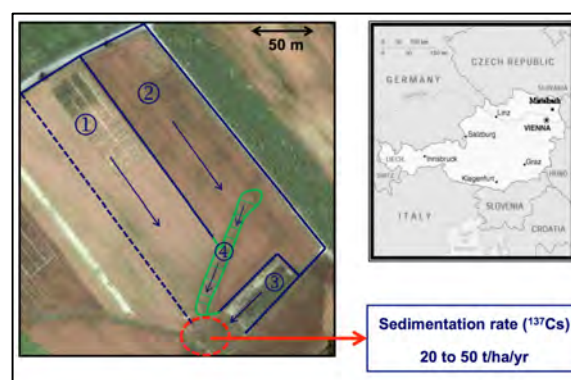 50 m
①
②
③
④
CZECH REPUBLIC
GERMANY
Mistelbach
Linz
VIENNA
Salzburg
LIECH.
Innsbruck
Graz
Klagenfurt
ITALY
SLOVENIA
CROATIA
Sedimentation rate (¹³⁷Cs)
20 to 50 t/ha/yr